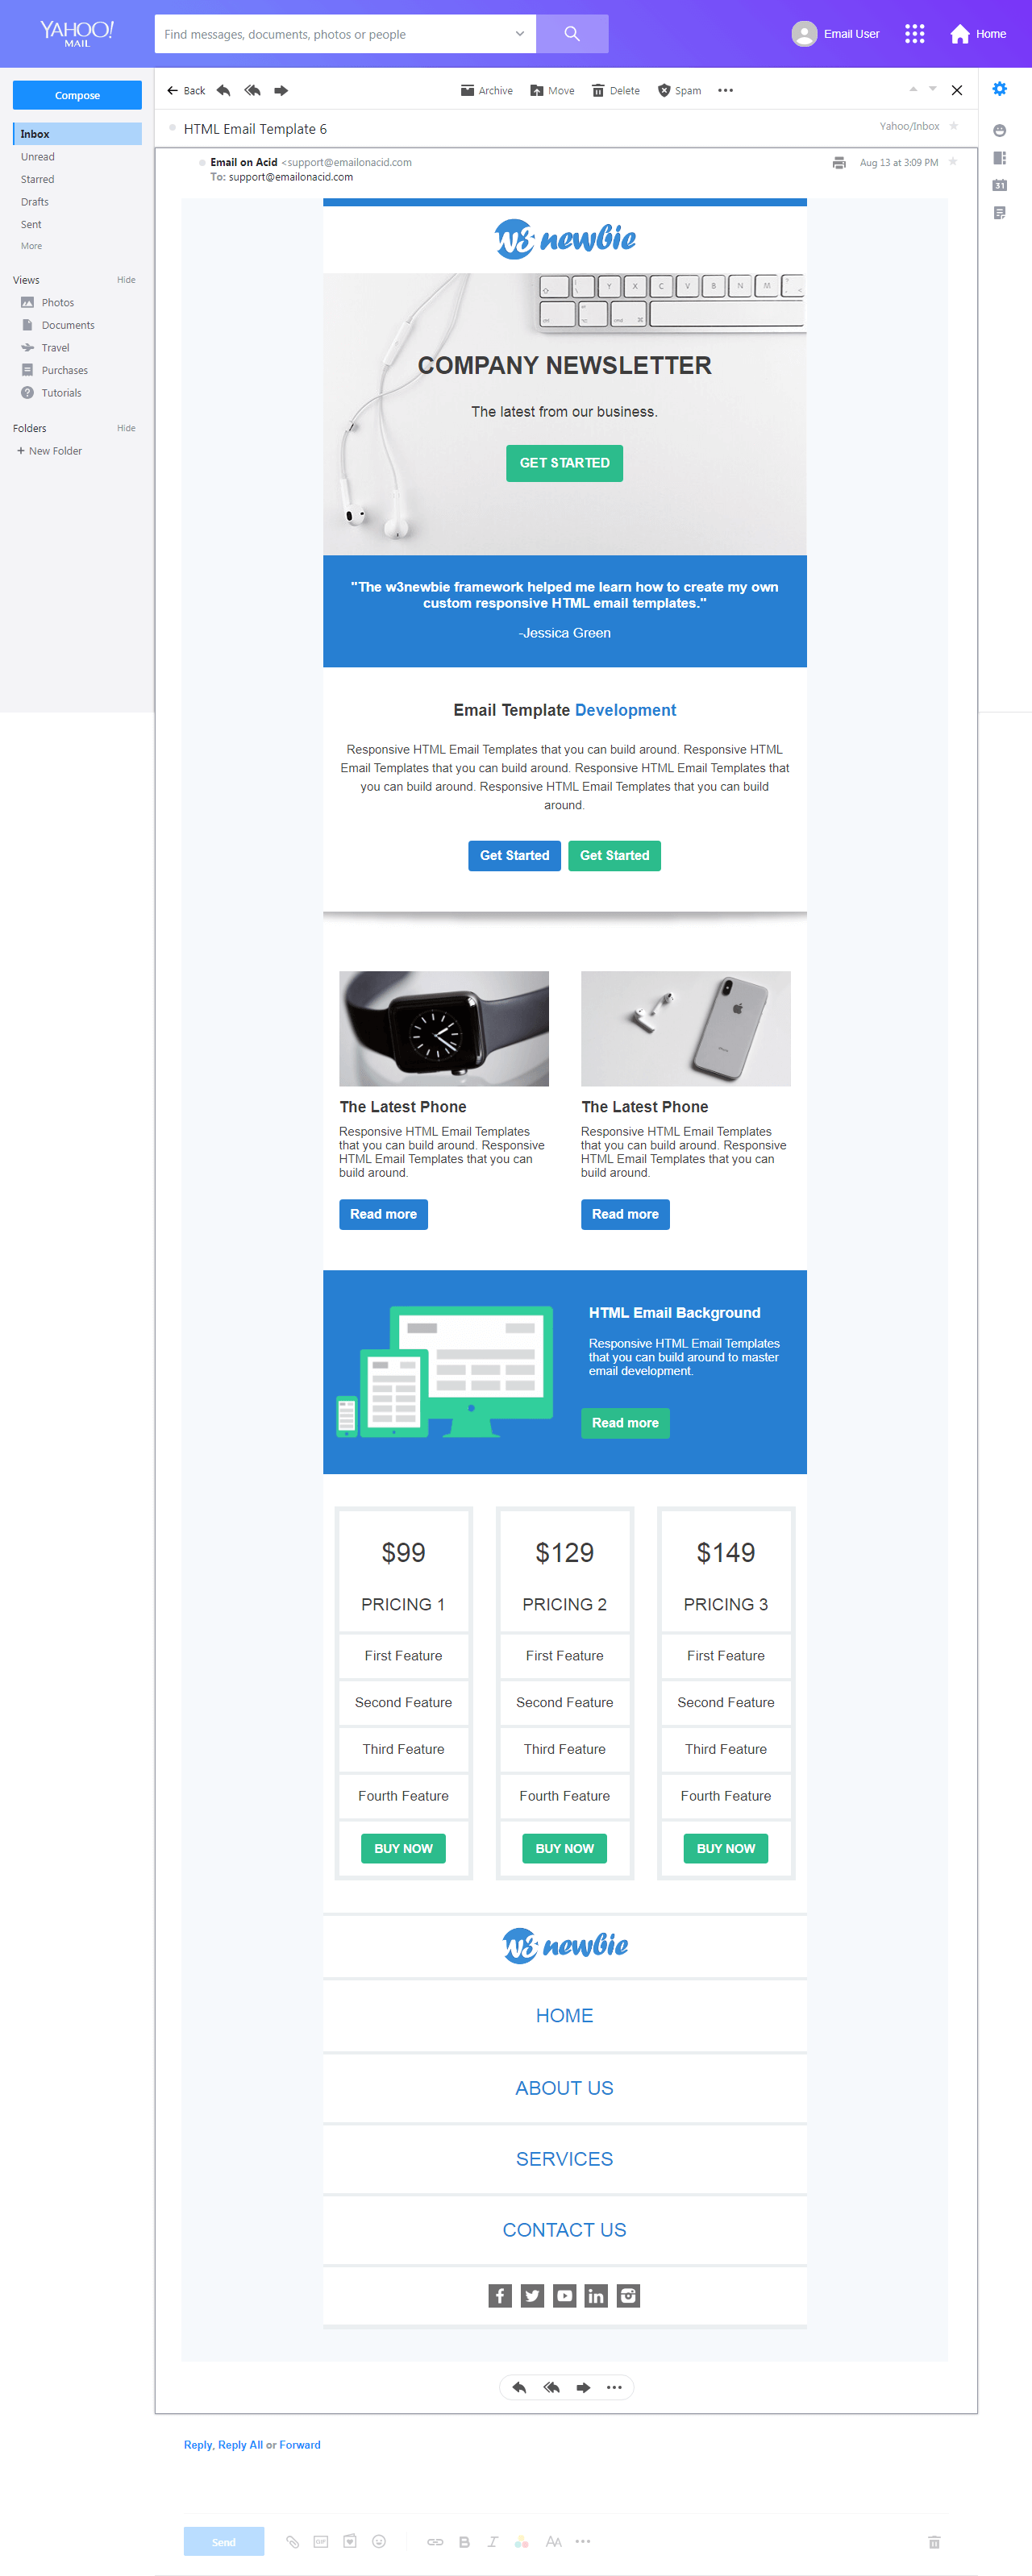 YAHOO!
MAIL
Find messages, documents, photos or people
Email User
Home
Compose
Back
Archive
Move
Delete
Spam
Inbox
Unread
Starred
Drafts
Sent
More
Views
Hide
Photos
Documents
Travel
Purchases
Tutorials
Folders
Hide
+ New Folder
HTML Email Template 6
Yahoo/Inbox
Email on Acid <support@emailonacid.com
Aug 13 at 3:09 PM
To: support@emailonacid.com
31
w3 newbie
Y X C V B N M
COMPANY NEWSLETTER
The latest from our business.
GET STARTED
"The w3newbie framework helped me learn how to create my own
custom responsive HTML email templates."
-Jessica Green
Email Template Development
Responsive HTML Email Templates that you can build around. Responsive HTML
Email Templates that you can build around. Responsive HTML Email Templates that
you can build around. Responsive HTML Email Templates that you can build
around.
Get Started
Get Started
The Latest Phone
Responsive HTML Email Templates
that you can build around. Responsive
HTML Email Templates that you can
build around.
Read more
The Latest Phone
Responsive HTML Email Templates
that you can build around. Responsive
HTML Email Templates that you can
build around.
Read more
HTML Email Background
Responsive HTML Email Templates
that you can build around to master
email development.
Read more
$99
PRICING 1
First Feature
Second Feature
Third Feature
Fourth Feature
BUY NOW
$129
PRICING 2
First Feature
Second Feature
Third Feature
Fourth Feature
BUY NOW
$149
PRICING 3
First Feature
Second Feature
Third Feature
Fourth Feature
BUY NOW
w3 newbie
HOME
ABOUT US
SERVICES
CONTACT US
Reply, Reply All or Forward
Send
GIF
B
I
AA